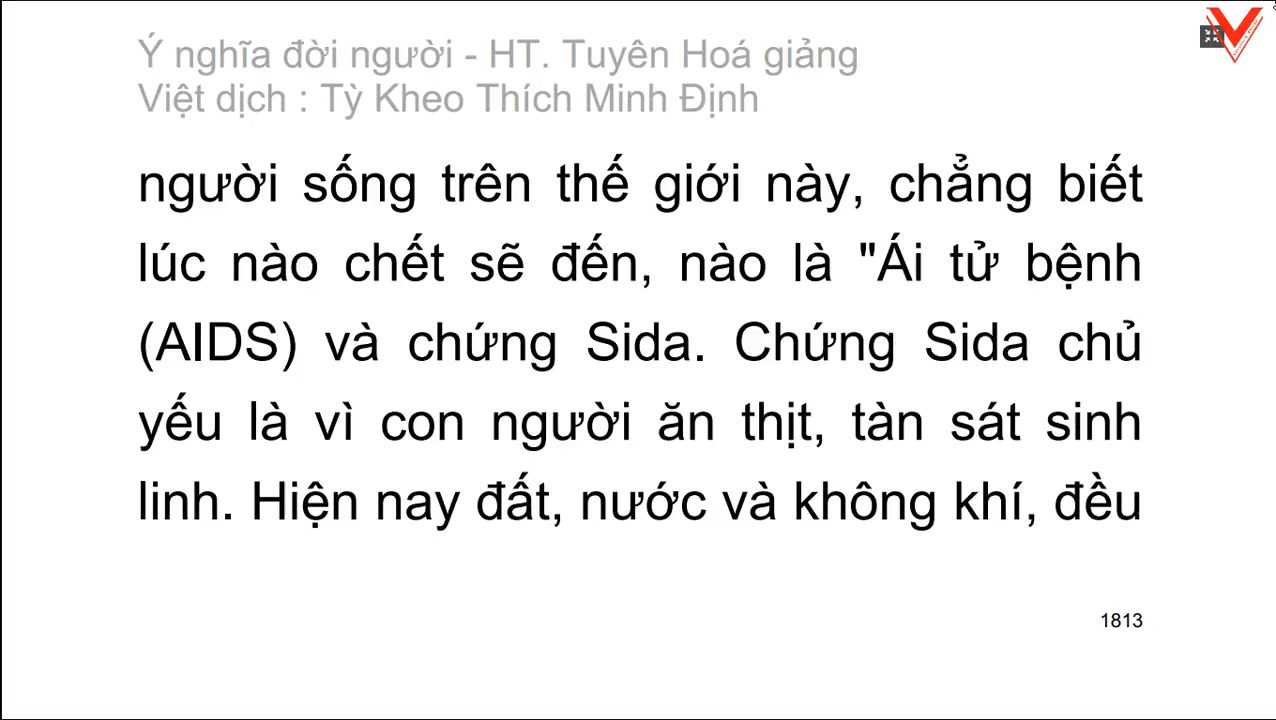 Ý nghĩa đời người - HT. Tuyên Hoá giảng
Việt dịch : Tỳ Kheo Thích Minh Định
người sống trên thế giới này, chẳng biết
lúc nào chết sẽ đến, nào là "Ái tử bệnh
(AIDS) và chứng Sida. Chứng Sida chủ
yếu là vì con người ăn thịt, tàn sát sinh
linh. Hiện nay đất, nước và không khí, đều
1813